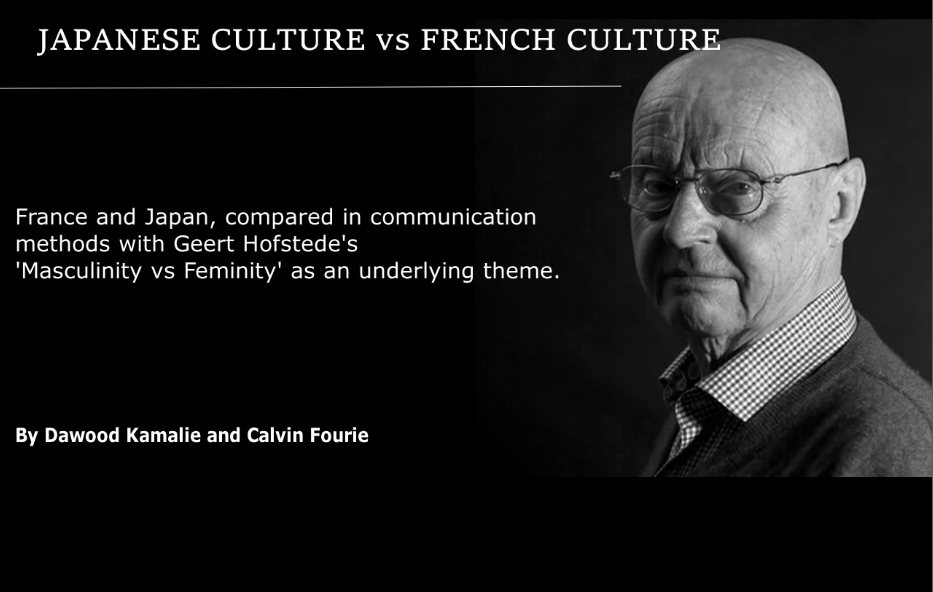 JAPANESE CULTURE vs FRENCH CULTURE
France and Japan, compared in communication
methods with Geert Hofstede's
'Masculinity vs Feminity' as an underlying theme.
By Dawood Kamalie and Calvin Fourie